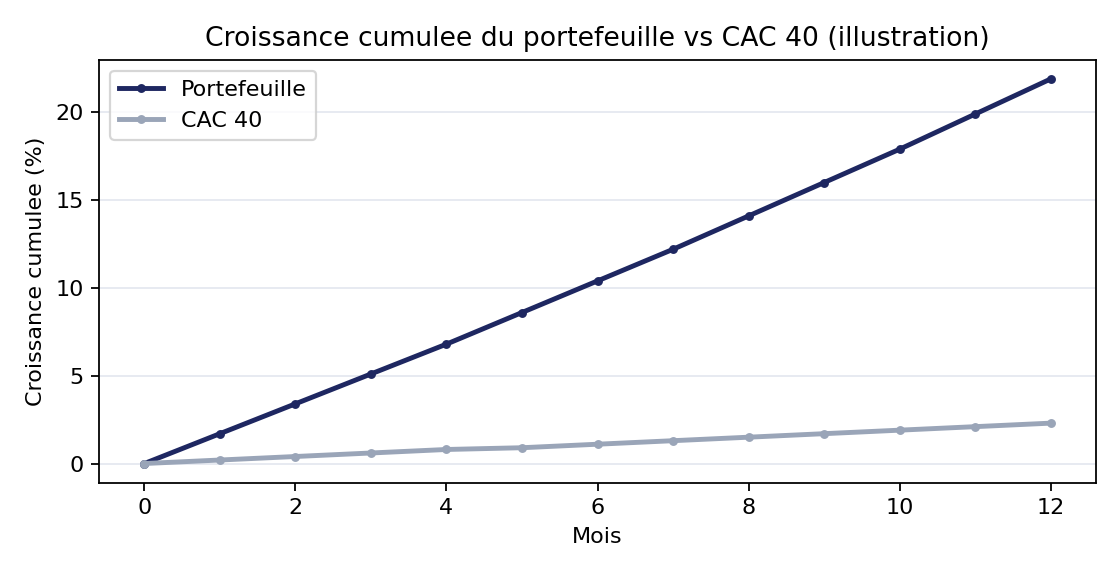 Croissance cumulee du portefeuille vs CAC 40 (illustration)
Portefeuille
CAC 40
Croissance cumulee (%)
20
15
10
5
0
0 2 4 6 8 10 12
Mois